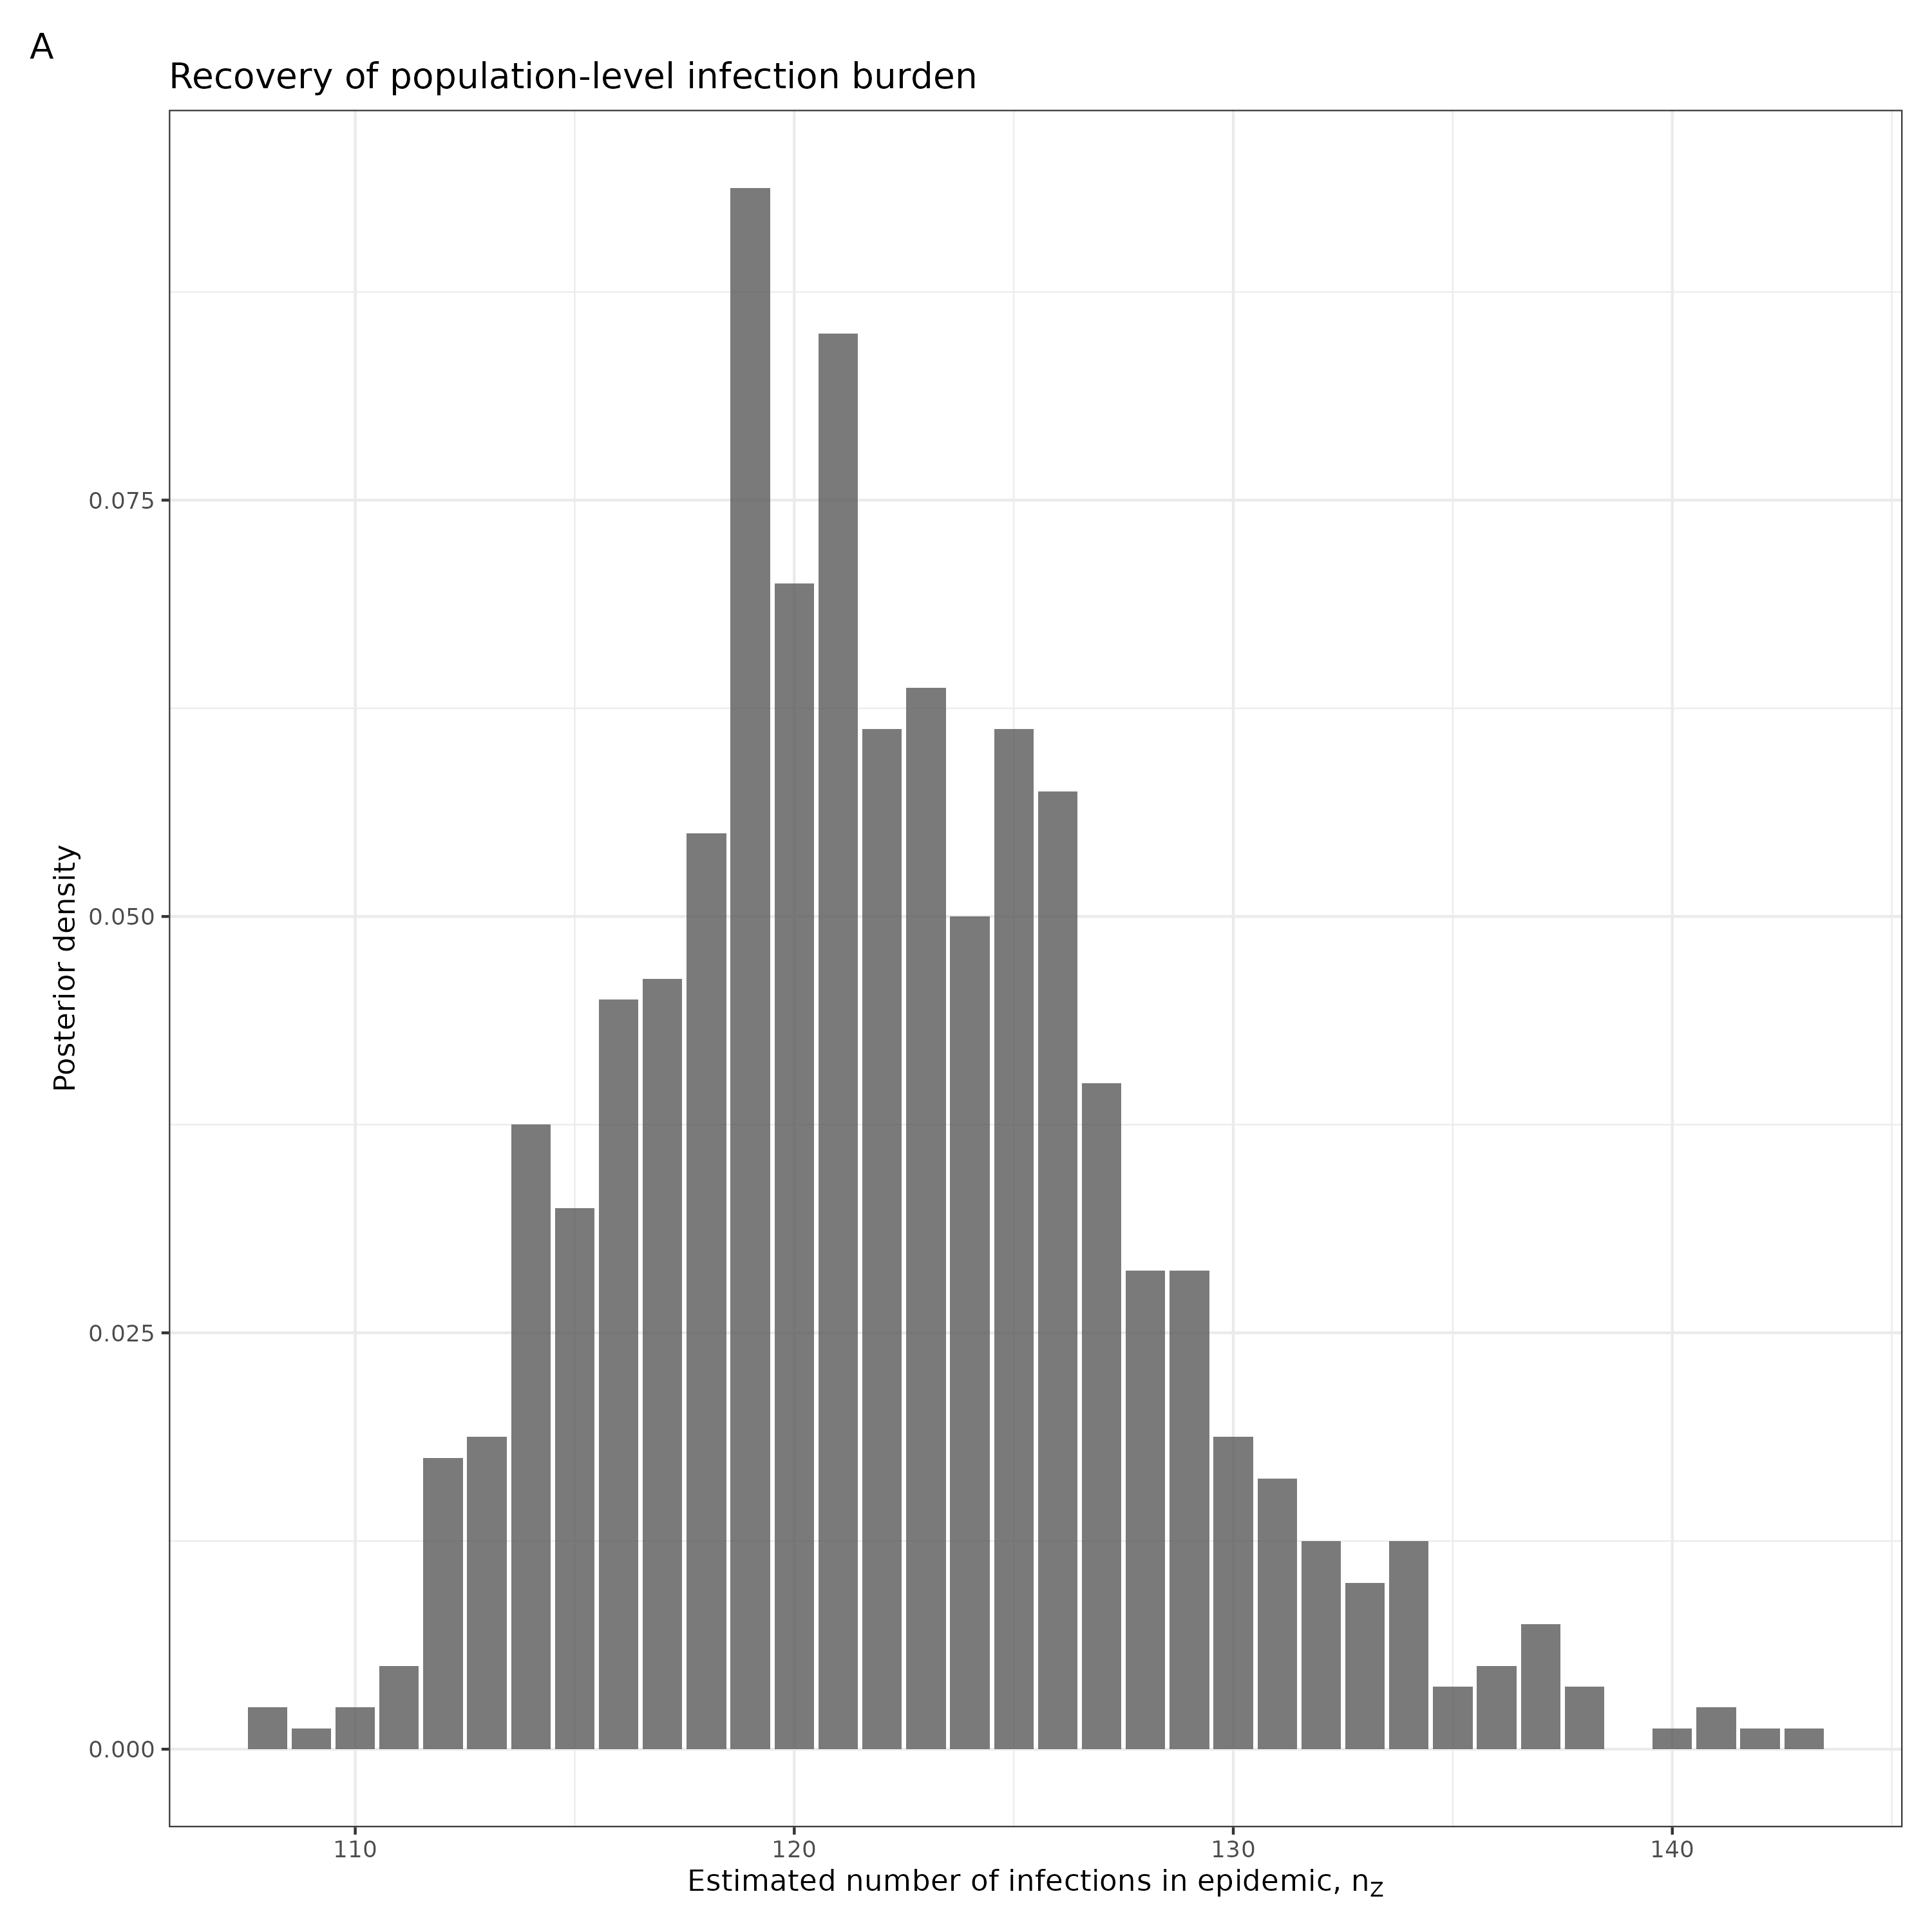 A
Recovery of population-level infection burden
Posterior density
0.075
0.050
0.025
0.000
110 120 130 140
Estimated number of infections in epidemic, nZ